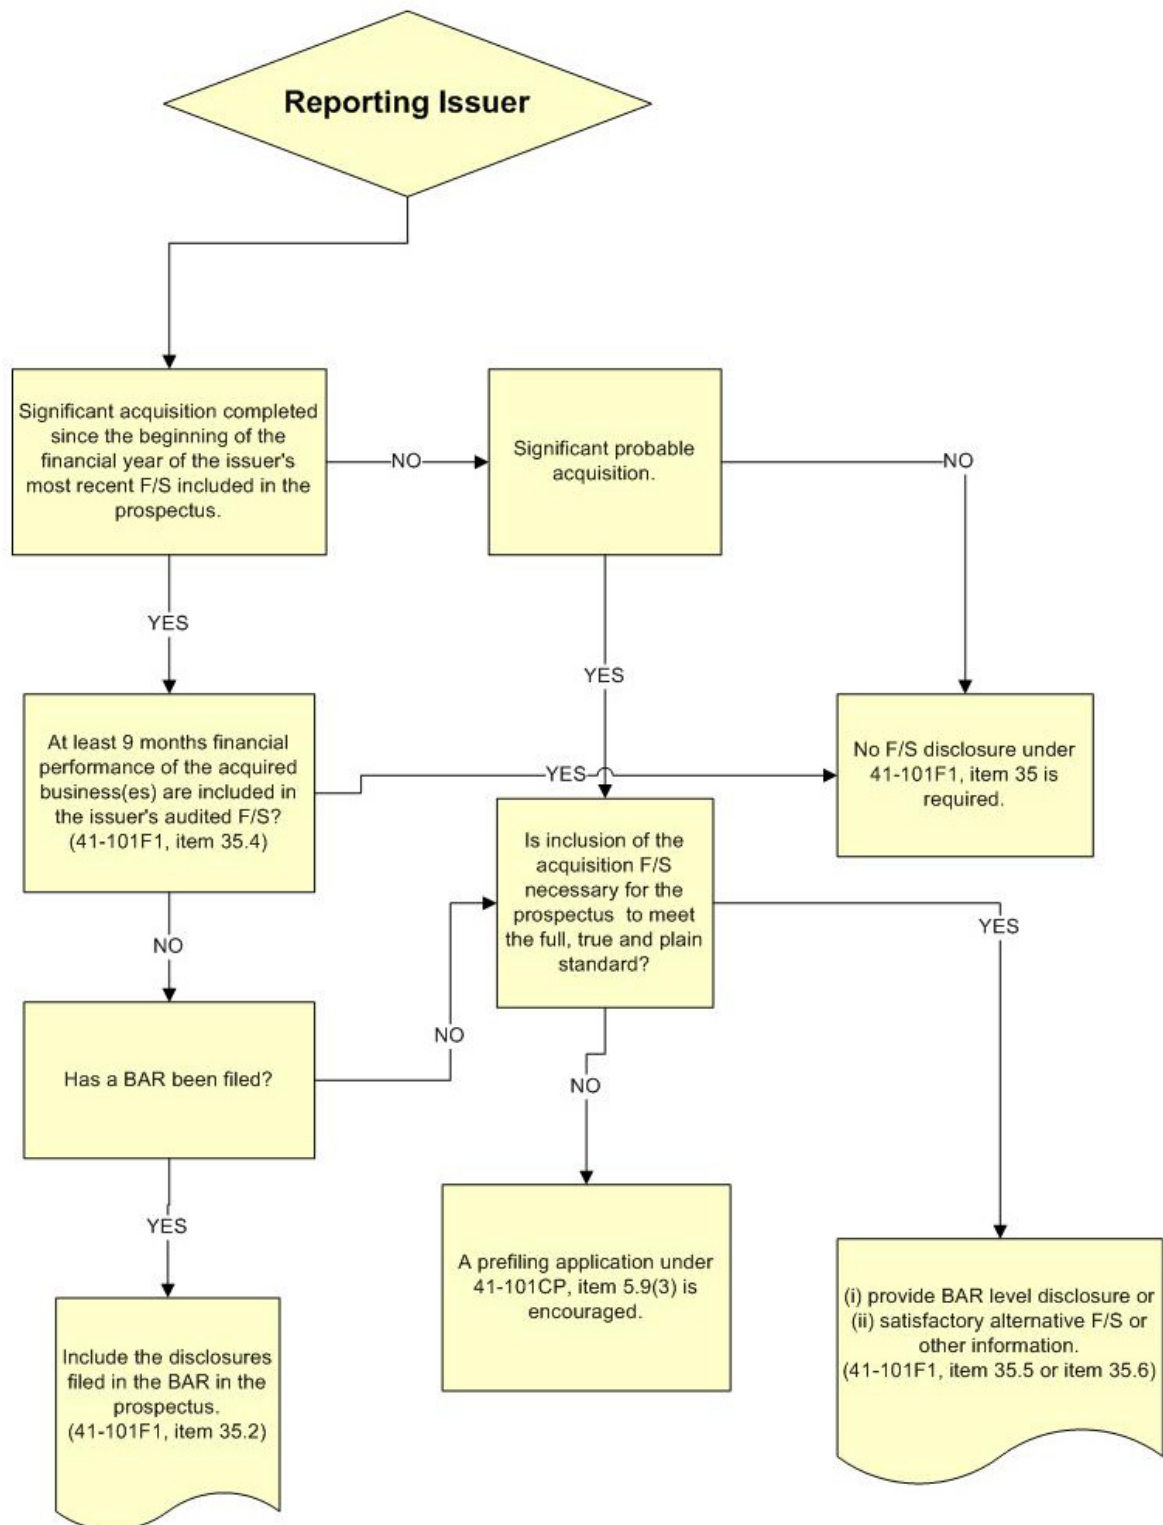 Reporting Issuer
Significant acquisition completed
since the beginning of the
financial year of the issuer's
most recent F/S included in the
prospectus.
NO
Significant probable
acquisition.
NO
YES
YES
At least 9 months financial
performance of the acquired
business(es) are included in
the issuer's audited F/S?
(41-101F1, item 35.4)
YES
No F/S disclosure under
41-101F1, item 35 is
required.
Is inclusion of the
acquisition F/S
necessary for the
prospectus to meet
the full, true and plain
standard?
YES
NO
NO
Has a BAR been filed?
NO
YES
A prefiling application under
41-101CP, item 5.9(3) is
encouraged.
(i) provide BAR level disclosure or
(ii) satisfactory alternative F/S or
other information.
(41-101F1, item 35.5 or item 35.6)
Include the disclosures
filed in the BAR in the
prospectus.
(41-101F1, item 35.2)